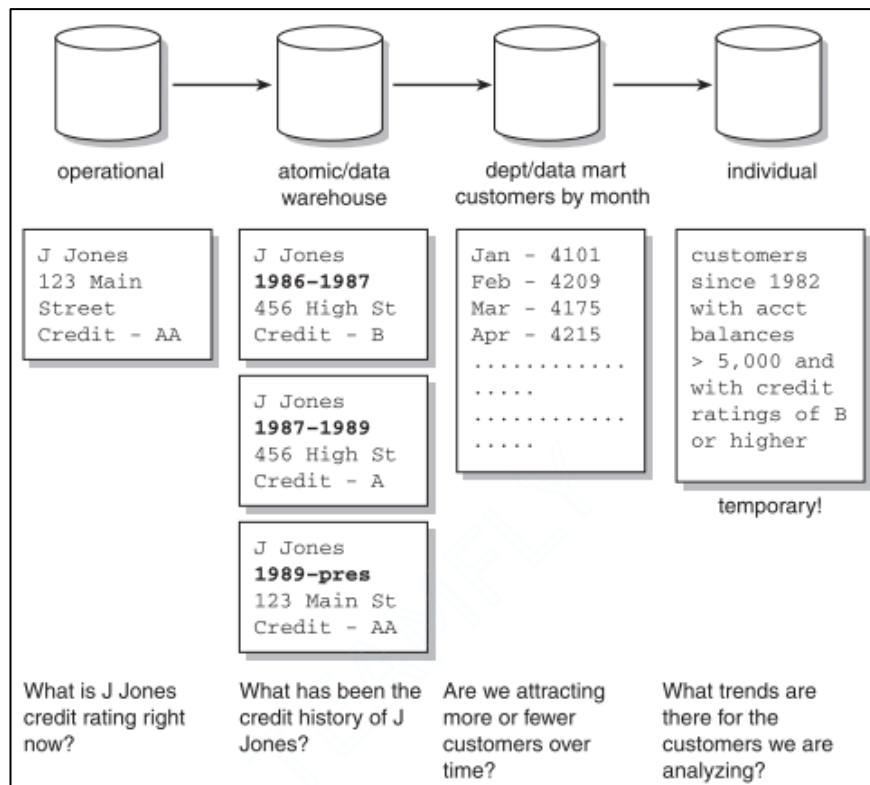 operational
atomic/data
warehouse
dept/data mart
customers by month
individual
J Jones
123 Main
Street
Credit - AA
J Jones
1986–1987
456 High St
Credit - B
J Jones
1987–1989
456 High St
Credit - A
J Jones
1989–pres
123 Main St
Credit - AA
Jan - 4101
Feb - 4209
Mar - 4175
Apr - 4215
............
.....
............
.....
customers
since 1982
with acct
balances
> 5,000 and
with credit
ratings of B
or higher
temporary!
What is J Jones
credit rating right
now?
What has been the
credit history of J
Jones?
Are we attracting
more or fewer
customers over
time?
What trends are
there for the
customers we are
analyzing?